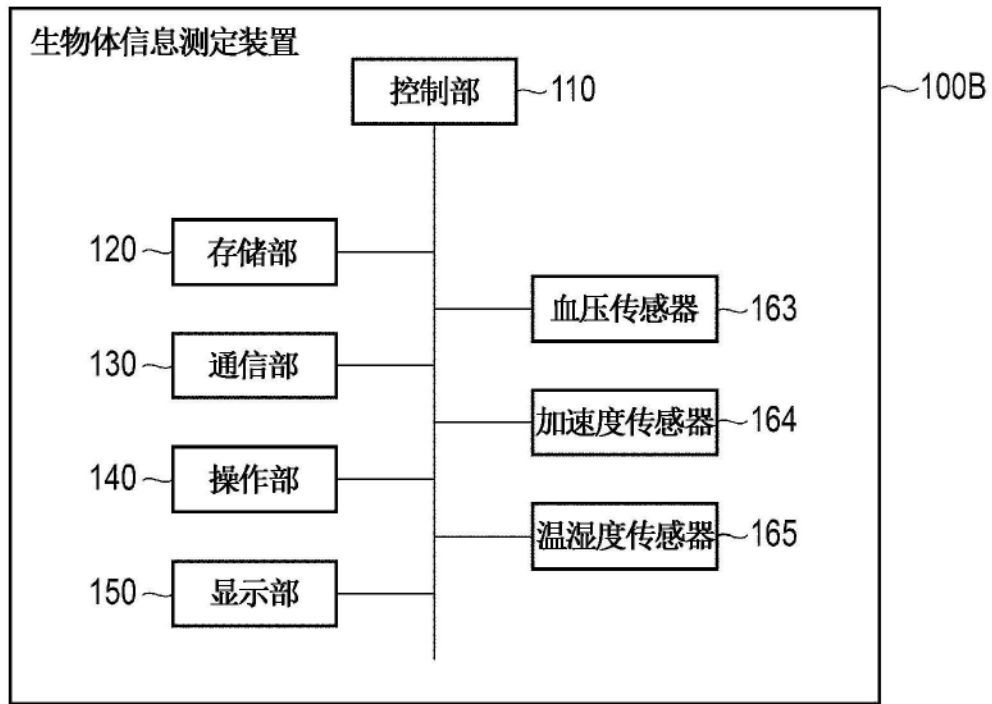 生物体信息测定装置
控制部 110
100B
120 存储部
血压传感器 163
130 通信部
加速度传感器 164
140 操作部
温湿度传感器 165
150 显示部